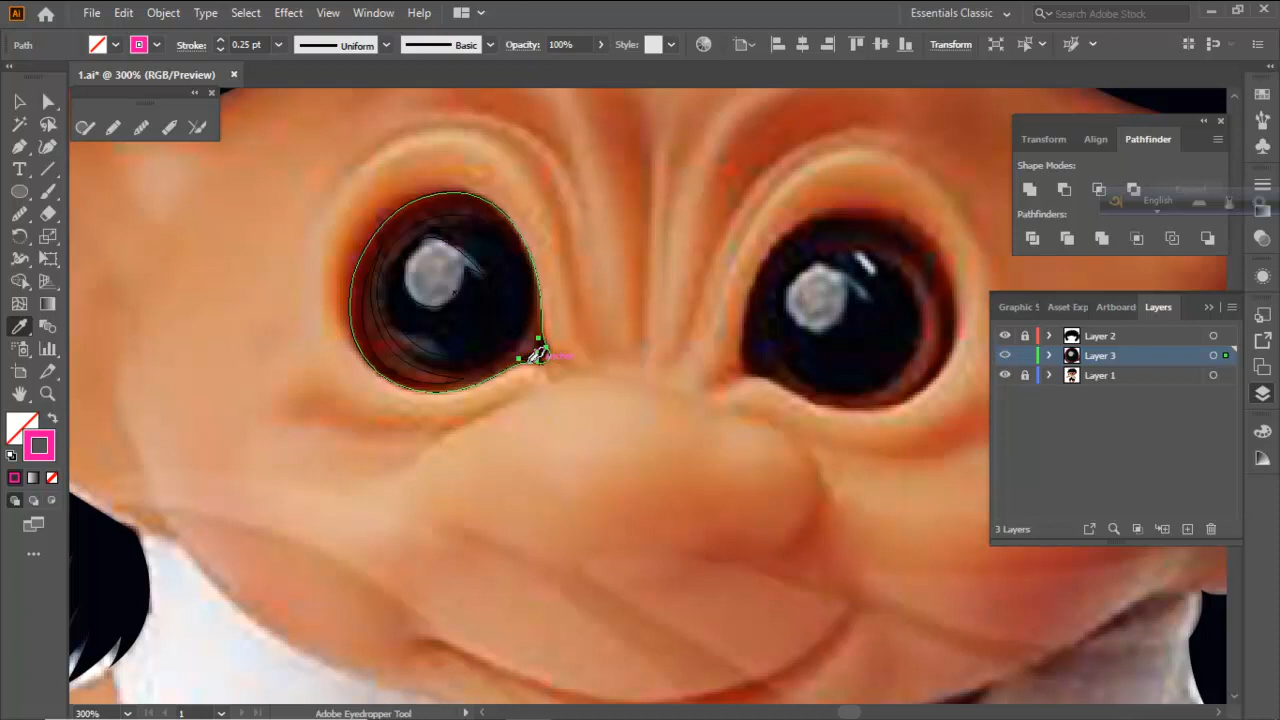 Ai File Edit Object Type Select Effect View Window Help Essentials Classic Search Adobe Stock
Path Stroke: 0.25 pt Uniform Basic Opacity: 100% Style: Transform
1.ai* @ 300% (RGB/Preview)
Transform Align Pathfinder
Shape Modes:
English
Pathfinders:
Graphic S Asset Exp Artboard Layers
Layer 2
Layer 3
Layer 1
3 Layers
300% 1 Adobe Eyedropper Tool